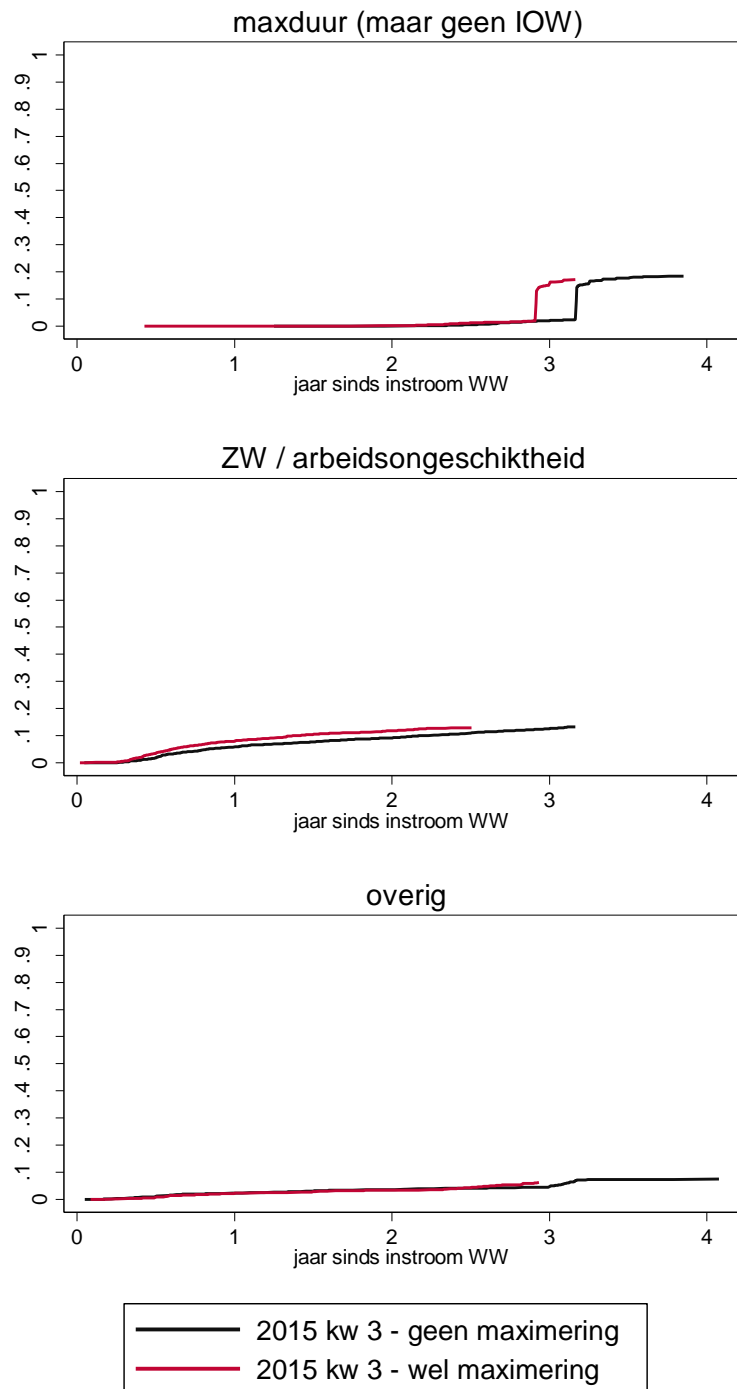 maxduur (maar geen IOW)
0 .1 .2 .3 .4 .5 .6 .7 .8 .9 1
0 1 2 3 4
jaar sinds instroom WW
ZW / arbeidsongeschiktheid
0 .1 .2 .3 .4 .5 .6 .7 .8 .9 1
0 1 2 3 4
jaar sinds instroom WW
overig
0 .1 .2 .3 .4 .5 .6 .7 .8 .9 1
0 1 2 3 4
jaar sinds instroom WW
2015 kw 3 - geen maximering
2015 kw 3 - wel maximering